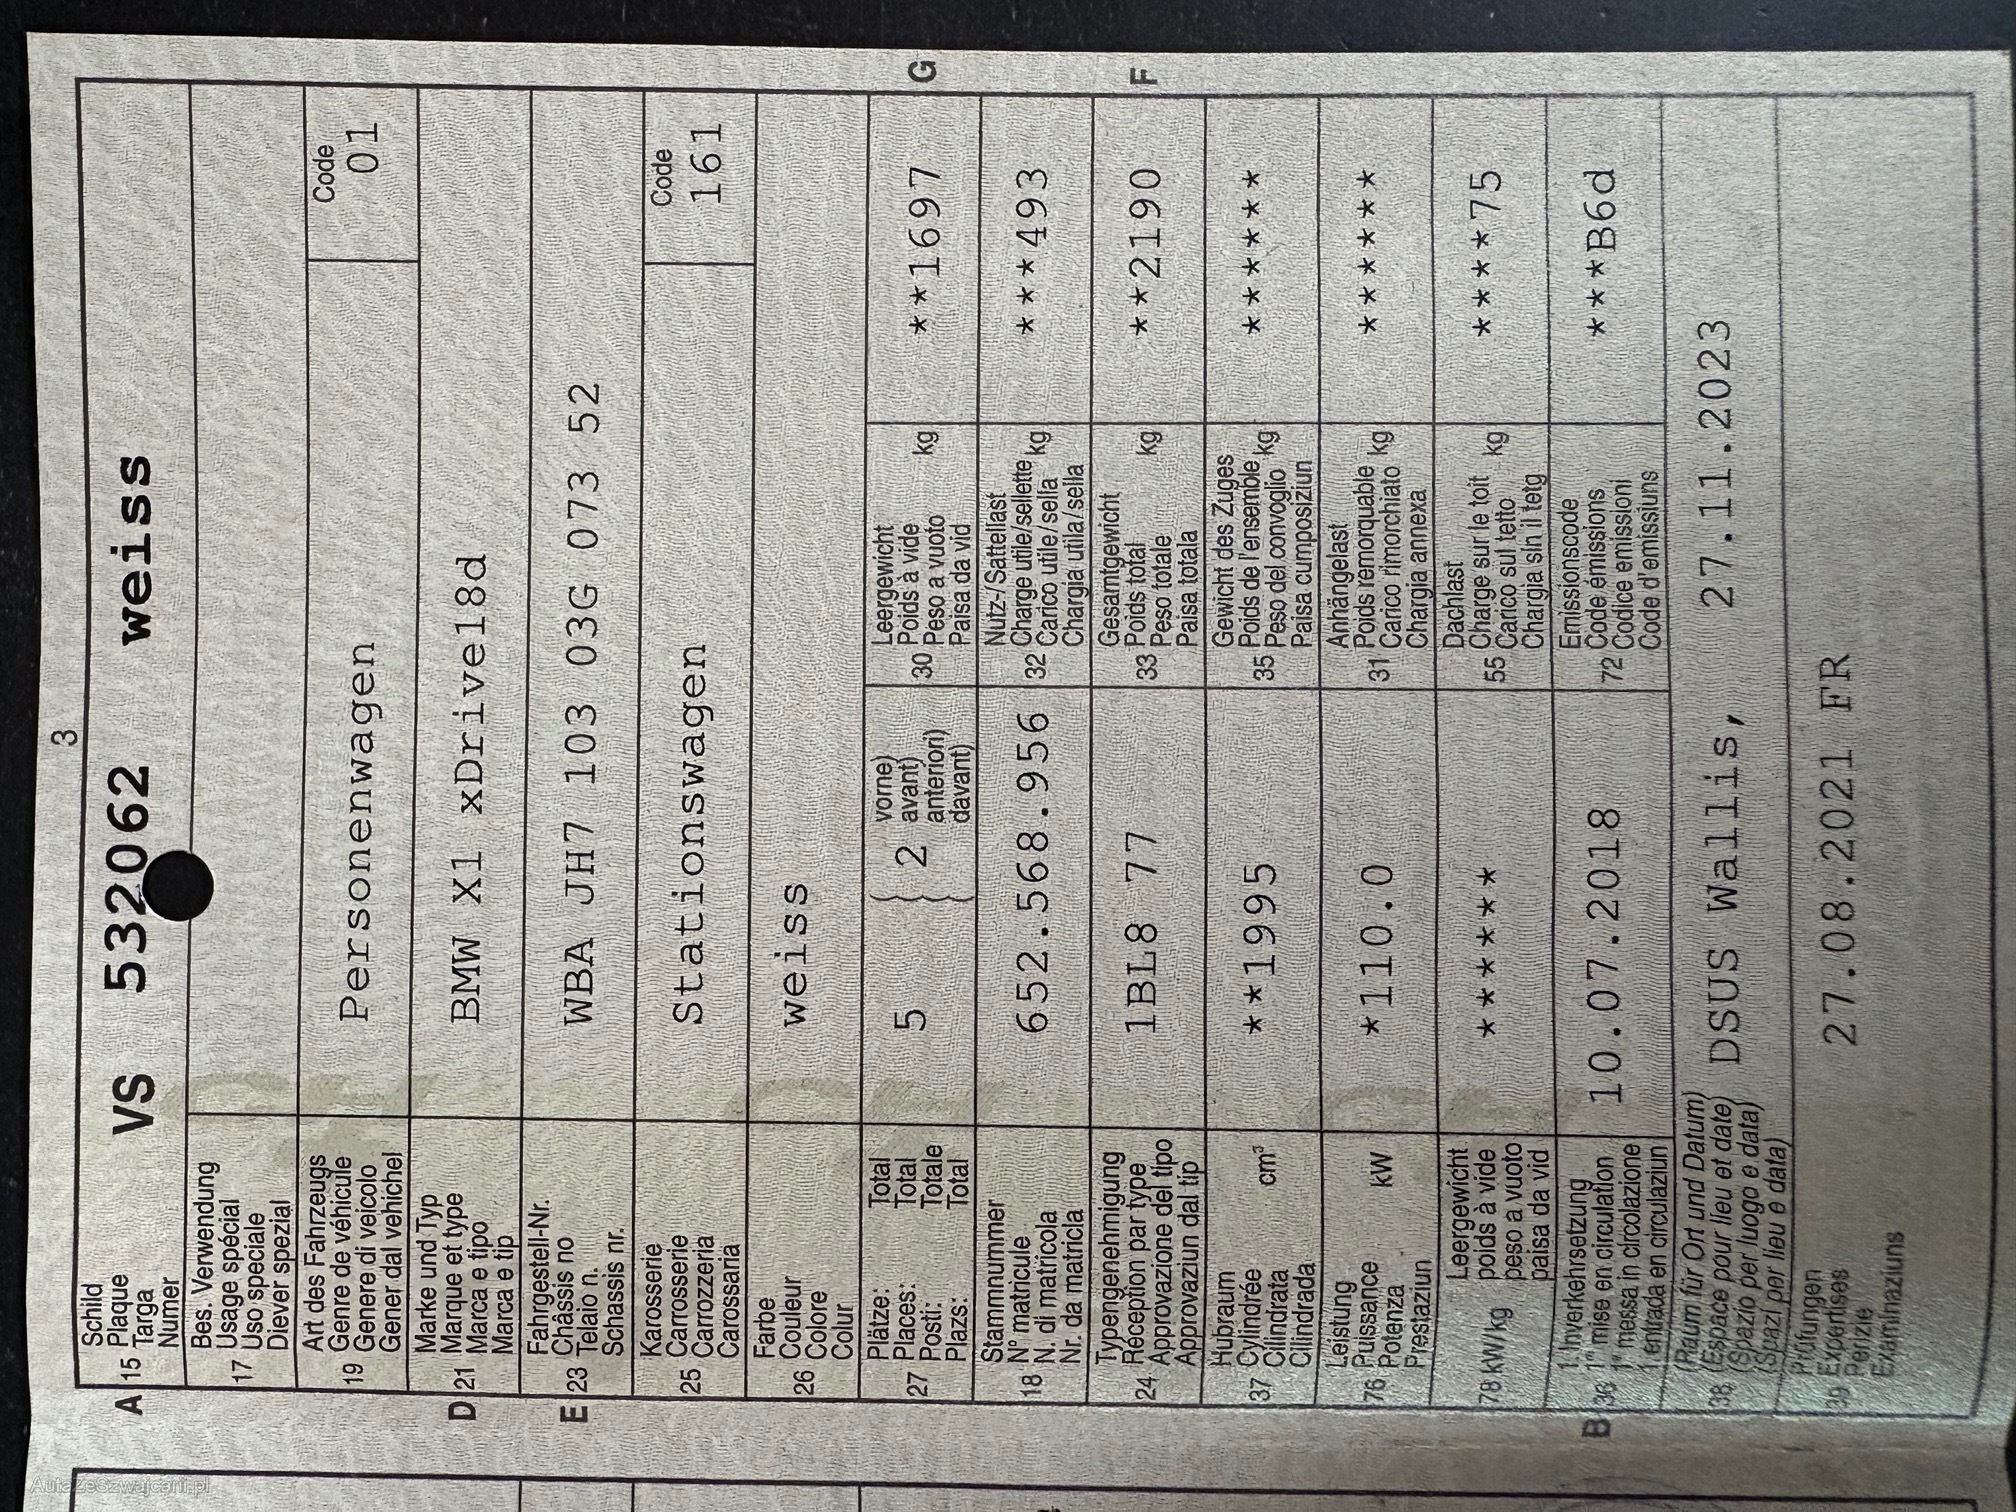 3
Schild
A 15 Plaque VS 532062 weiss
Targa
Numer
Bes. Verwendung
17 Usage spécial
Uso speciale
Diever spezial
Art des Fahrzeugs Code
19 Genre de véhicule Personenwagen 01
Genere di veicolo
Gener dal vehichel
Marke und Typ
D 21 Marque et type BMW X1 xDrive18d
Marca e tipo
Marca e tip
Fahrgestell-Nr.
E 23 Châssis no WBA JH7 103 03G 073 52
Telaio n.
Schassis nr.
Karosserie Code
25 Carrosserie Stationswagen 161
Carrozzeria
Carossaria
Farbe
26 Couleur weiss
Colore
Colur
Plätze: Total vorne) Leergewicht
27 Places: Total 5 { 2 avant) 30 Poids à vide kg **1697 G
Posti: Totale anteriori) Peso a vuoto
Plazs: Total davant) Paisa da vid
Stammnummer Nutz-/Sattellast
18 N° matricule 652.568.956 32 Charge utile/sellette kg ***493
N. di matricola Carico utile/sella
Nr. da matricla Chargia utila/sella
Typengenehmigung Gesamtgewicht
24 Réception par type 1BL8 77 33 Poids total kg **2190 F
Approvazione del tipo Peso totale
Approvaziun dal tip Paisa totala
Hubraum Gewicht des Zuges
37 Cylindrée cm³ **1995 35 Poids de l'ensemble kg *******
Cilindrata Peso del convoglio
Cilindrada Paisa cumposiziun
Leistung Anhängelast
76 Puissance kW *110.0 31 Poids remorquable kg *******
Potenza Carico rimorchiato
Prestaziun Chargia annexa
Leergewicht Dachlast
78 kW/kg poids à vide ******* 55 Charge sur le toit kg *****75
peso a vuoto Carico sul tetto
paisa da vid Chargia sin il tetg
1. Inverkehrsetzung Emissionscode
B 36 1re mise en circulation 10.07.2018 72 Code émissions ***B6d
1a messa in circolazione Codice emissioni
1 entrada en circulaziun Code d'emissiuns
(Raum für Ort und Datum)
38 (Espace pour lieu et date) DSUS Wallis, 27.11.2023
(Spazio per luogo e data)
(Spazi per lieu e data)
Prüfungen
39 Expertises 27.08.2021 FR
Perizie
Examinaziuns
AutaZeSzwajcarii.pl